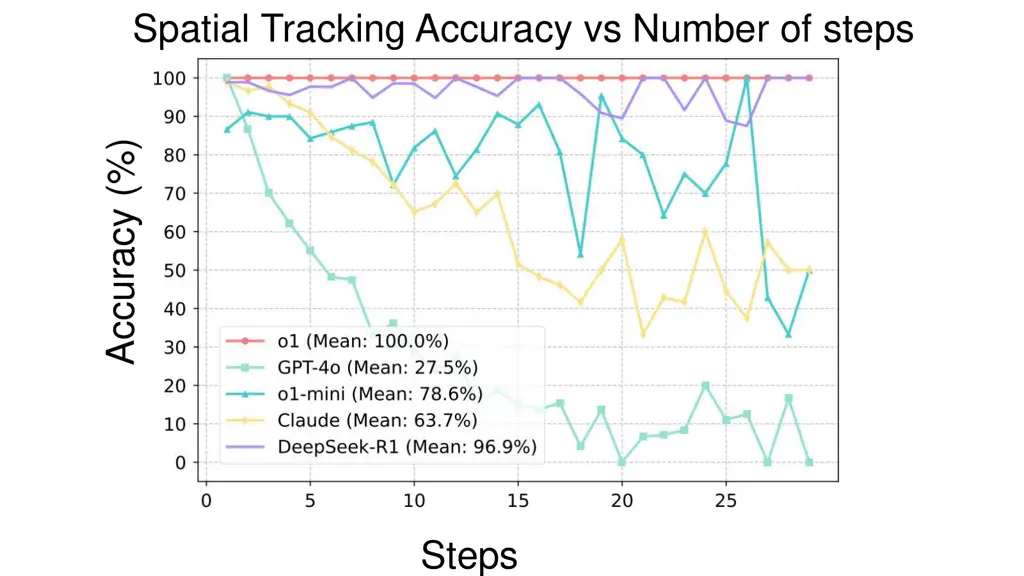 Spatial Tracking Accuracy vs Number of steps
Accuracy (%)
100
90
80
70
60
50
40
30
20
10
0
o1 (Mean: 100.0%)
GPT-4o (Mean: 27.5%)
o1-mini (Mean: 78.6%)
Claude (Mean: 63.7%)
DeepSeek-R1 (Mean: 96.9%)
0 5 10 15 20 25
Steps